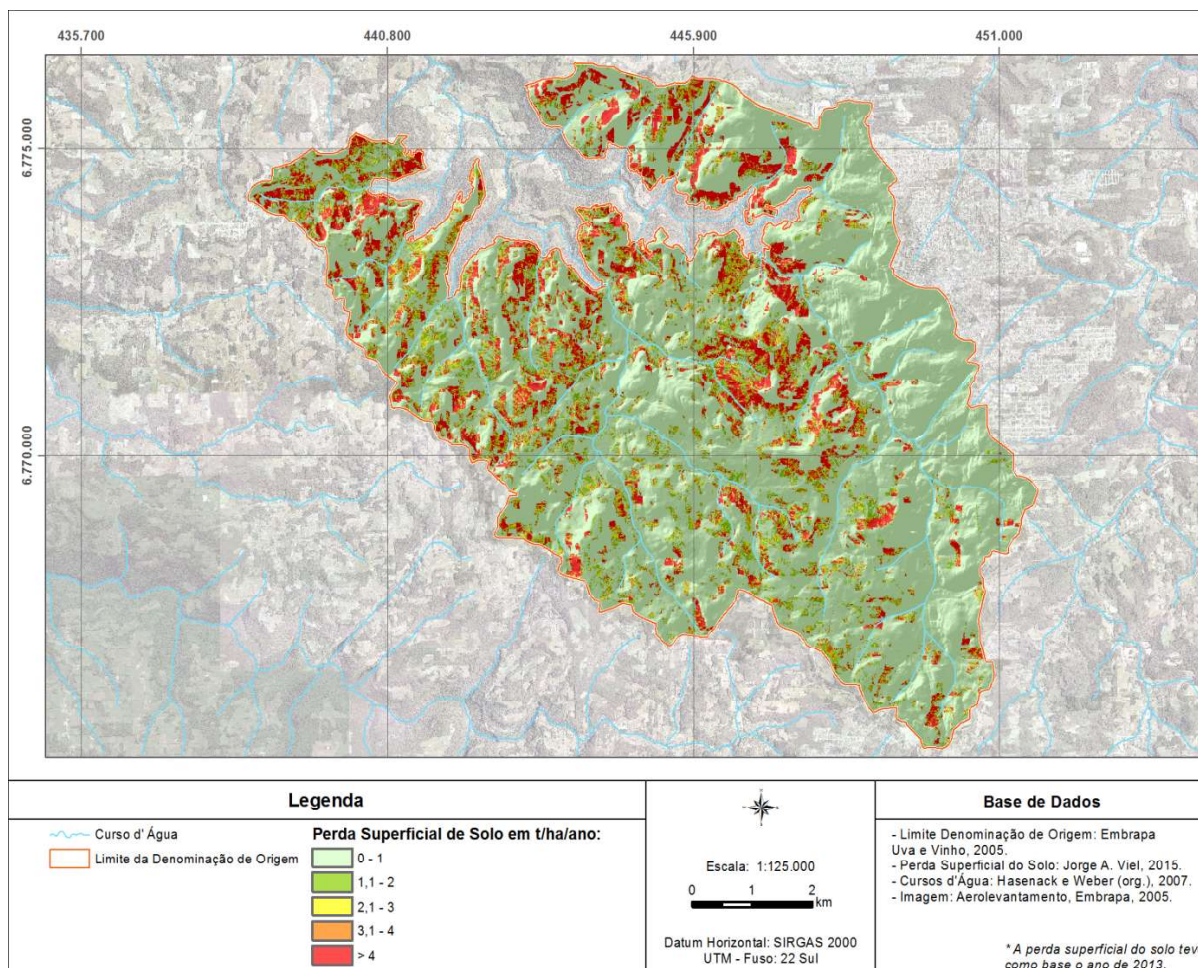 435.700 440.800 445.900 451.000
6.775.000
6.770.000
Legenda
Curso d' Água
Limite da Denominação de Origem
Perda Superficial de Solo em t/ha/ano:
0 - 1
1,1 - 2
2,1 - 3
3,1 - 4
> 4
Escala: 1:125.000
0 1 2
km
Datum Horizontal: SIRGAS 2000
UTM - Fuso: 22 Sul
Base de Dados
- Limite Denominação de Origem: Embrapa
Uva e Vinho, 2005.
- Perda Superficial do Solo: Jorge A. Viel, 2015.
- Cursos d'Água: Hasenack e Weber (org.), 2007.
- Imagem: Aerolevantamento, Embrapa, 2005.
* A perda superficial do solo tev
como base o ano de 2013.